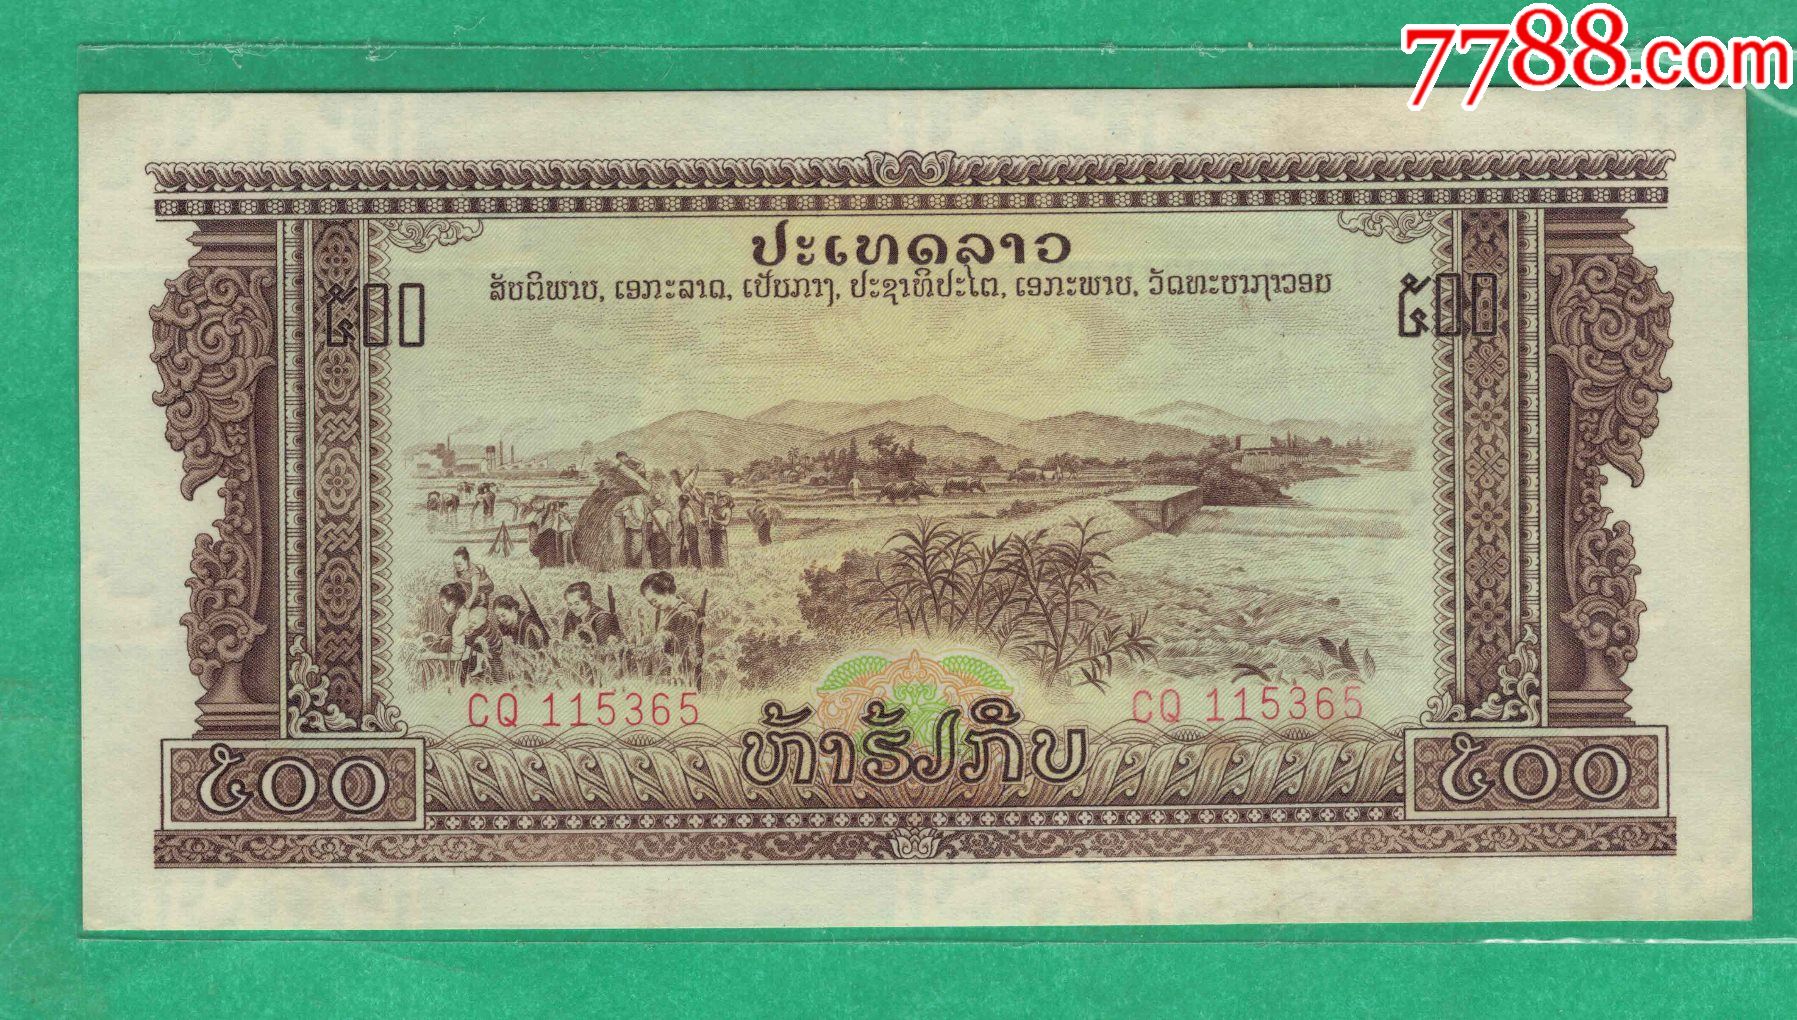 7788.com
ປະເທດລາວ
ສັນຕິພາບ, ເອກະລາດ, ເປັນກາງ, ປະຊາທິປະໄຕ, ເອກະພາບ, ວັດທະນາຖາວອນ
໕໐໐ ໕໐໐
CQ 115365 CQ 115365
ຫ້າຮ້ອຍກີບ
໕໐໐ ໕໐໐